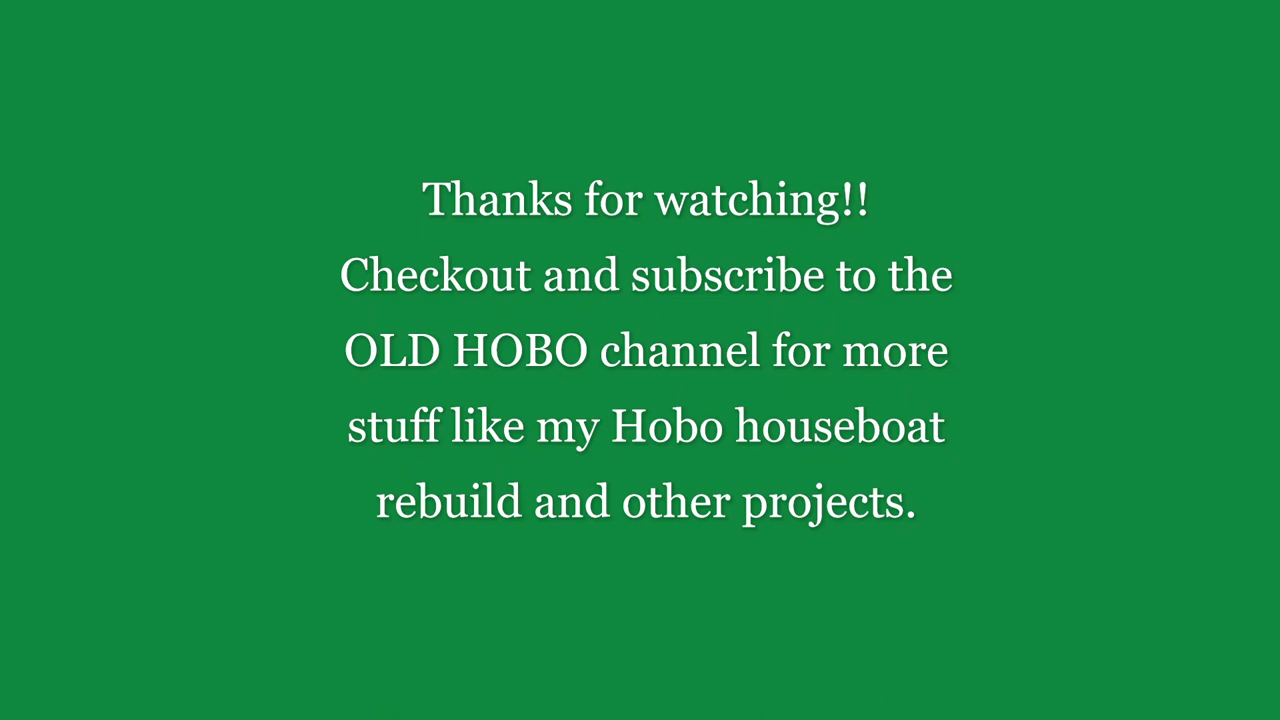 Thanks for watching!!
Checkout and subscribe to the
OLD HOBO channel for more
stuff like my Hobo houseboat
rebuild and other projects.